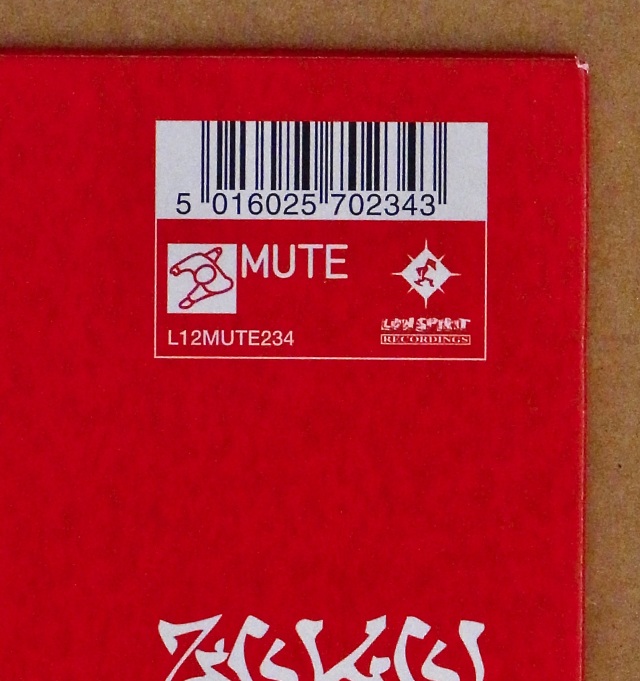 5 016025 702343
MUTE
L12MUTE234
LOW SPIRIT
RECORDINGS